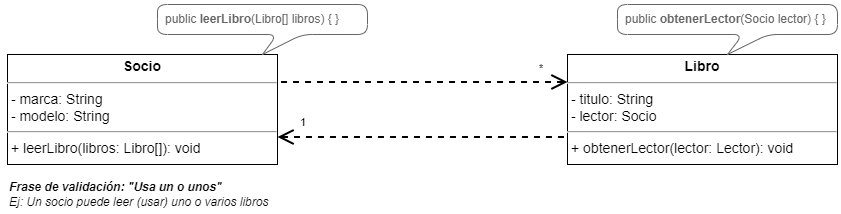 public leerLibro(Libro[] libros) { }
public obtenerLector(Socio lector) { }
Socio
- marca: String
- modelo: String
+ leerLibro(libros: Libro[]): void
*
1
Libro
- titulo: String
- lector: Socio
+ obtenerLector(lector: Lector): void
Frase de validación: "Usa un o unos"
Ej: Un socio puede leer (usar) uno o varios libros